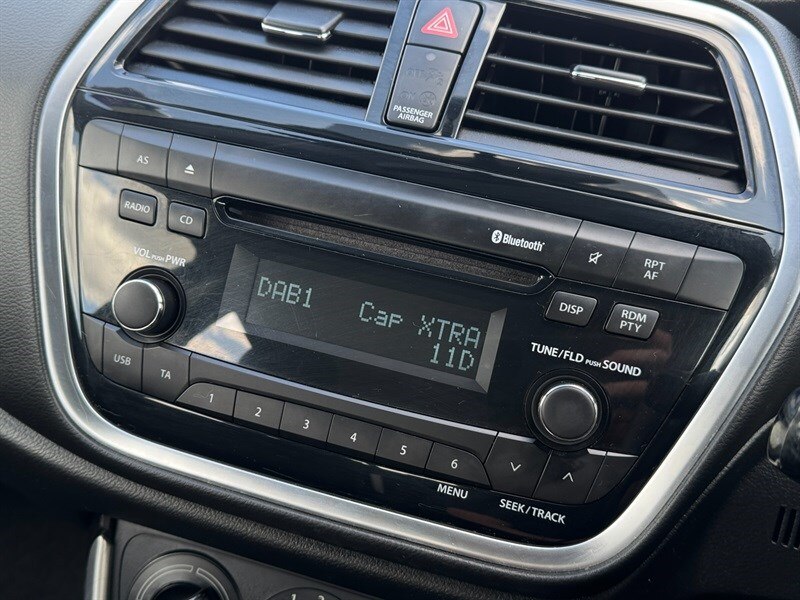 PASSENGER
AIRBAG
AS
RADIO
CD
Bluetooth
RPT
AF
VOL PUSH PWR
DISP
RDM
PTY
DAB1 Cap XTRA
11D
TUNE/FLD PUSH SOUND
USB
TA
1
2
3
4
5
6
MENU
SEEK/TRACK
1